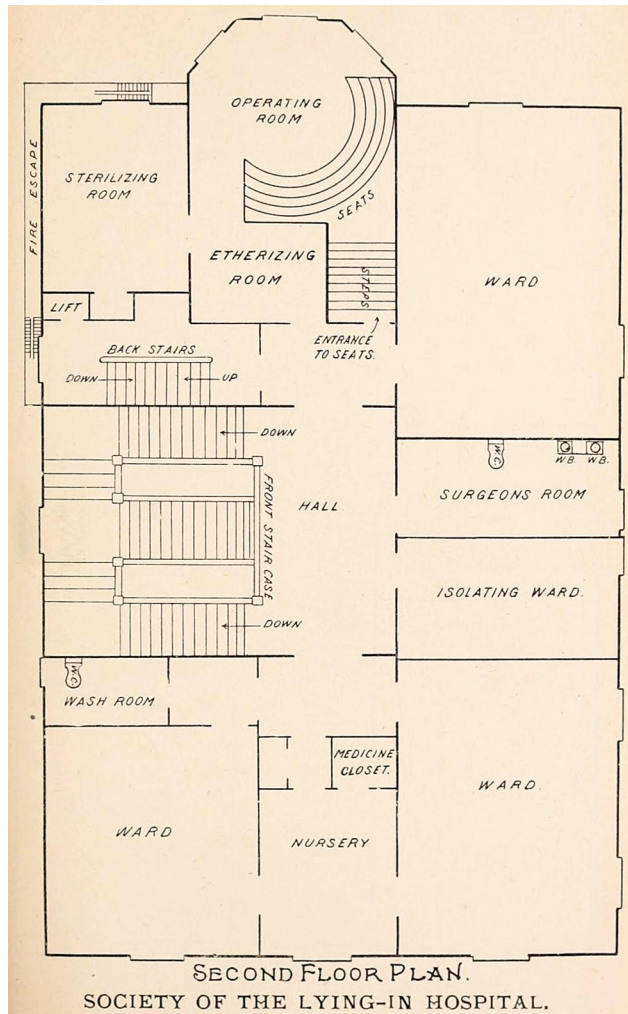 OPERATING
ROOM
SEATS
STERILIZING
ROOM
FIRE ESCAPE
ETHERIZING
ROOM
STEPS
WARD
LIFT
ENTRANCE
TO SEATS.
BACK STAIRS
DOWN
UP
DOWN
W.C.
W.B. W.B.
SURGEONS ROOM
HALL
FRONT STAIR CASE
ISOLATING WARD.
DOWN
W.C.
WASH ROOM
MEDICINE
CLOSET.
WARD.
WARD
NURSERY
SECOND FLOOR PLAN.
SOCIETY OF THE LYING-IN HOSPITAL.